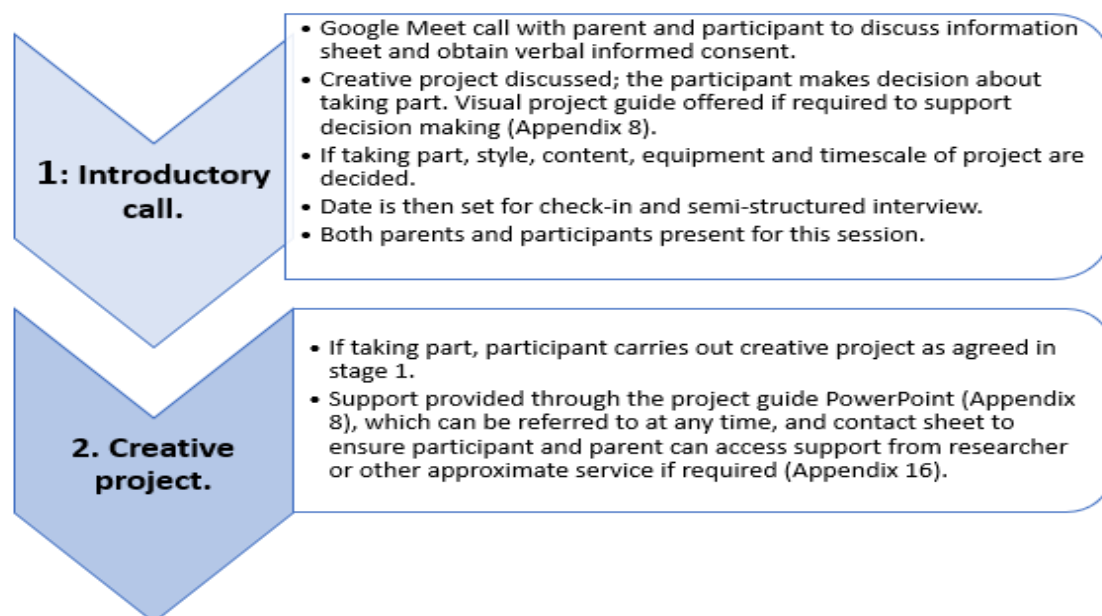 1: Introductory
call.
• Google Meet call with parent and participant to discuss information
sheet and obtain verbal informed consent.
• Creative project discussed; the participant makes decision about
taking part. Visual project guide offered if required to support
decision making (Appendix 8).
• If taking part, style, content, equipment and timescale of project are
decided.
• Date is then set for check-in and semi-structured interview.
• Both parents and participants present for this session.
2. Creative
project.
• If taking part, participant carries out creative project as agreed in
stage 1.
• Support provided through the project guide PowerPoint (Appendix
8), which can be referred to at any time, and contact sheet to
ensure participant and parent can access support from researcher
or other approximate service if required (Appendix 16).